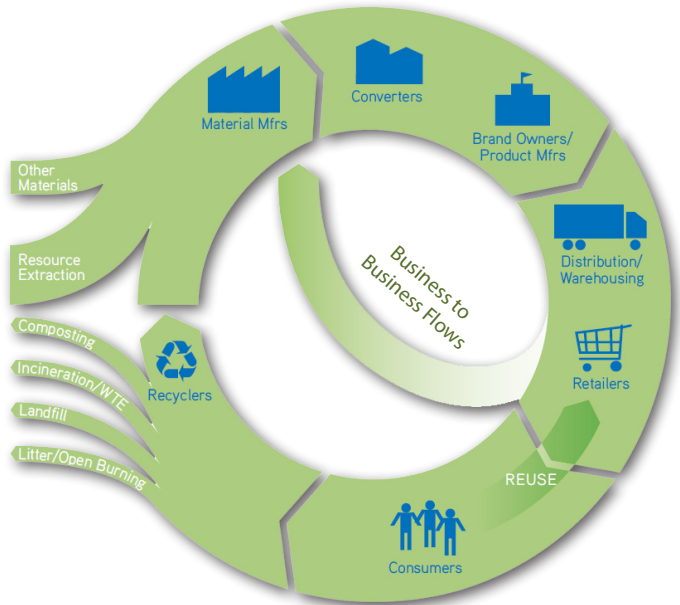 Material Mfrs
Converters
Brand Owners/
Product Mfrs
Other
Materials
Resource
Extraction
Distribution/
Warehousing
Business to
Business Flows
Composting
Incineration/WTE
Landfill
Litter/Open Burning
Recyclers
Retailers
REUSE
Consumers